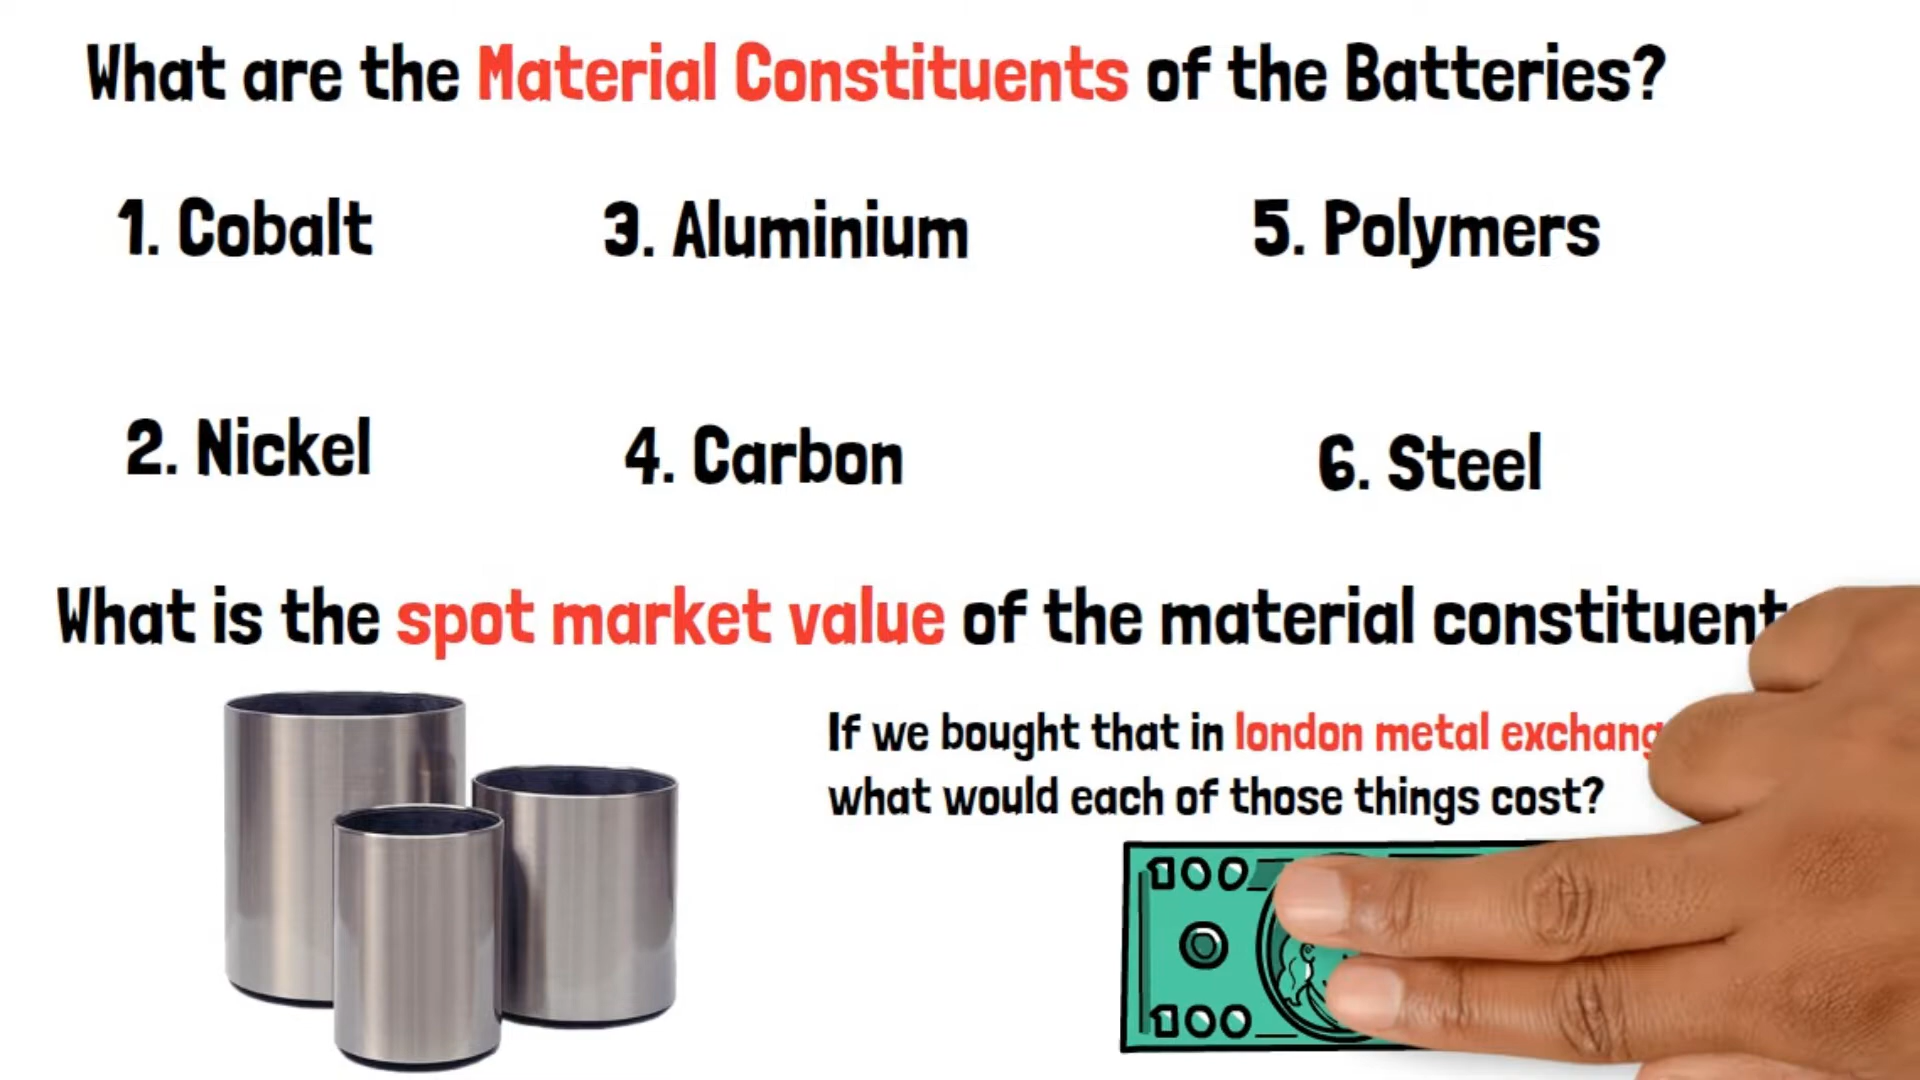 What are the Material Constituents of the Batteries?
1. Cobalt
3. Aluminium
5. Polymers
2. Nickel
4. Carbon
6. Steel
What is the spot market value of the material constituent
If we bought that in london metal exchang
what would each of those things cost?
100
100